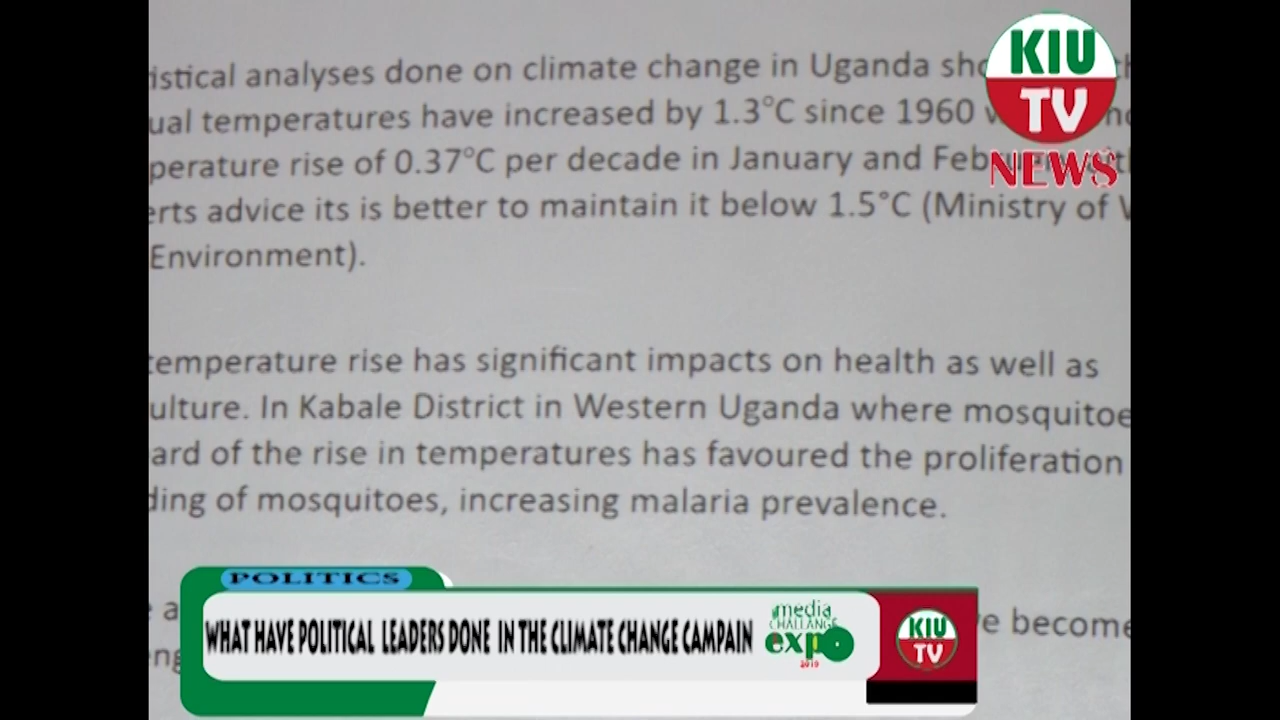 istical analyses done on climate change in Uganda
ual temperatures have increased by 1.3°C since 1960
perature rise of 0.37°C per decade in January and
erts advice its is better to maintain it below 1.5°C (Ministry of
Environment).
temperature rise has significant impacts on health as well as
ulture. In Kabale District in Western Uganda where mosquitoe
ard of the rise in temperatures has favoured the proliferation
ding of mosquitoes, increasing malaria prevalence.
become
KIU
TV
NEWS
POLITICS
WHAT HAVE POLITICAL LEADERS DONE IN THE CLIMATE CHANGE CAMPAIN
media
CHALLANGE
expo
2019
KIU
TV